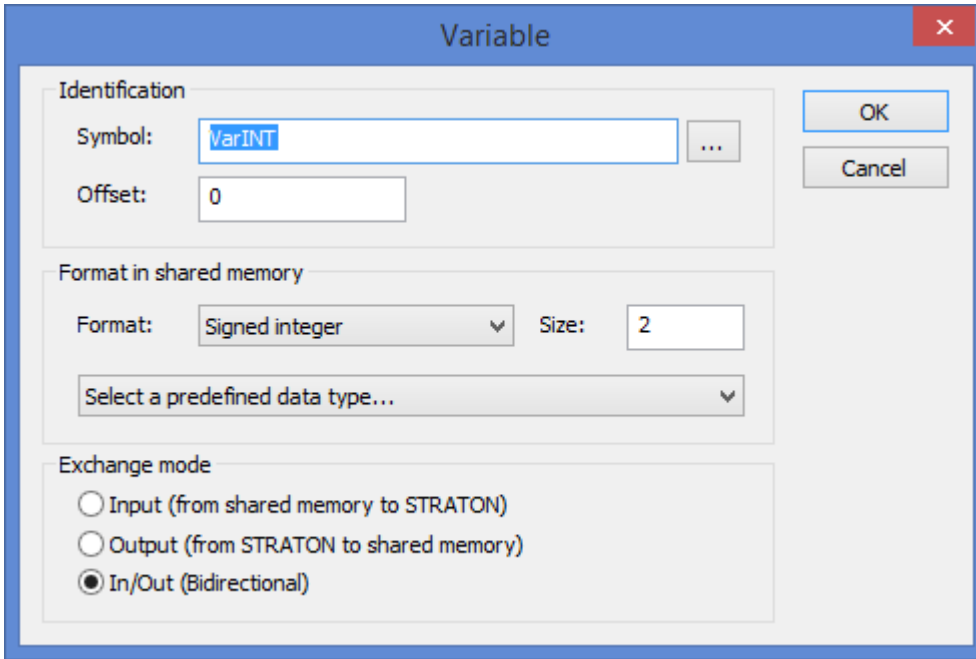 Variable
Identification
Symbol: VarINT ...
Offset: 0
OK
Cancel
Format in shared memory
Format: Signed integer Size: 2
Select a predefined data type...
Exchange mode
Input (from shared memory to STRATON)
Output (from STRATON to shared memory)
In/Out (Bidirectional)